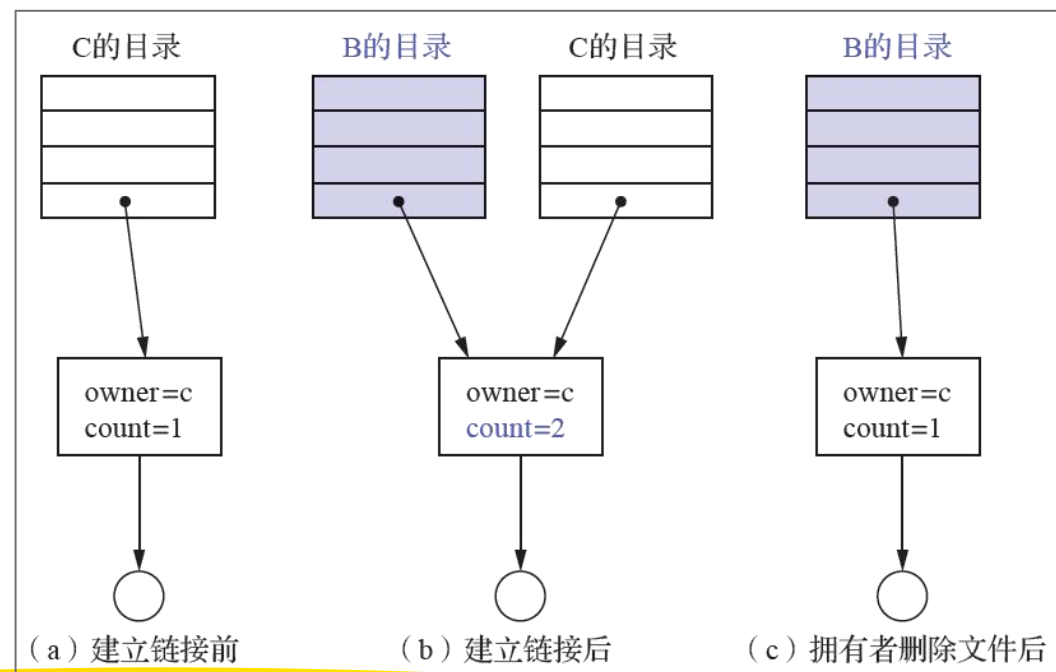 C的目录
B的目录
C的目录
B的目录
owner=c
count=1
owner=c
count=2
owner=c
count=1
(a)建立链接前
(b)建立链接后
(c)拥有者删除文件后